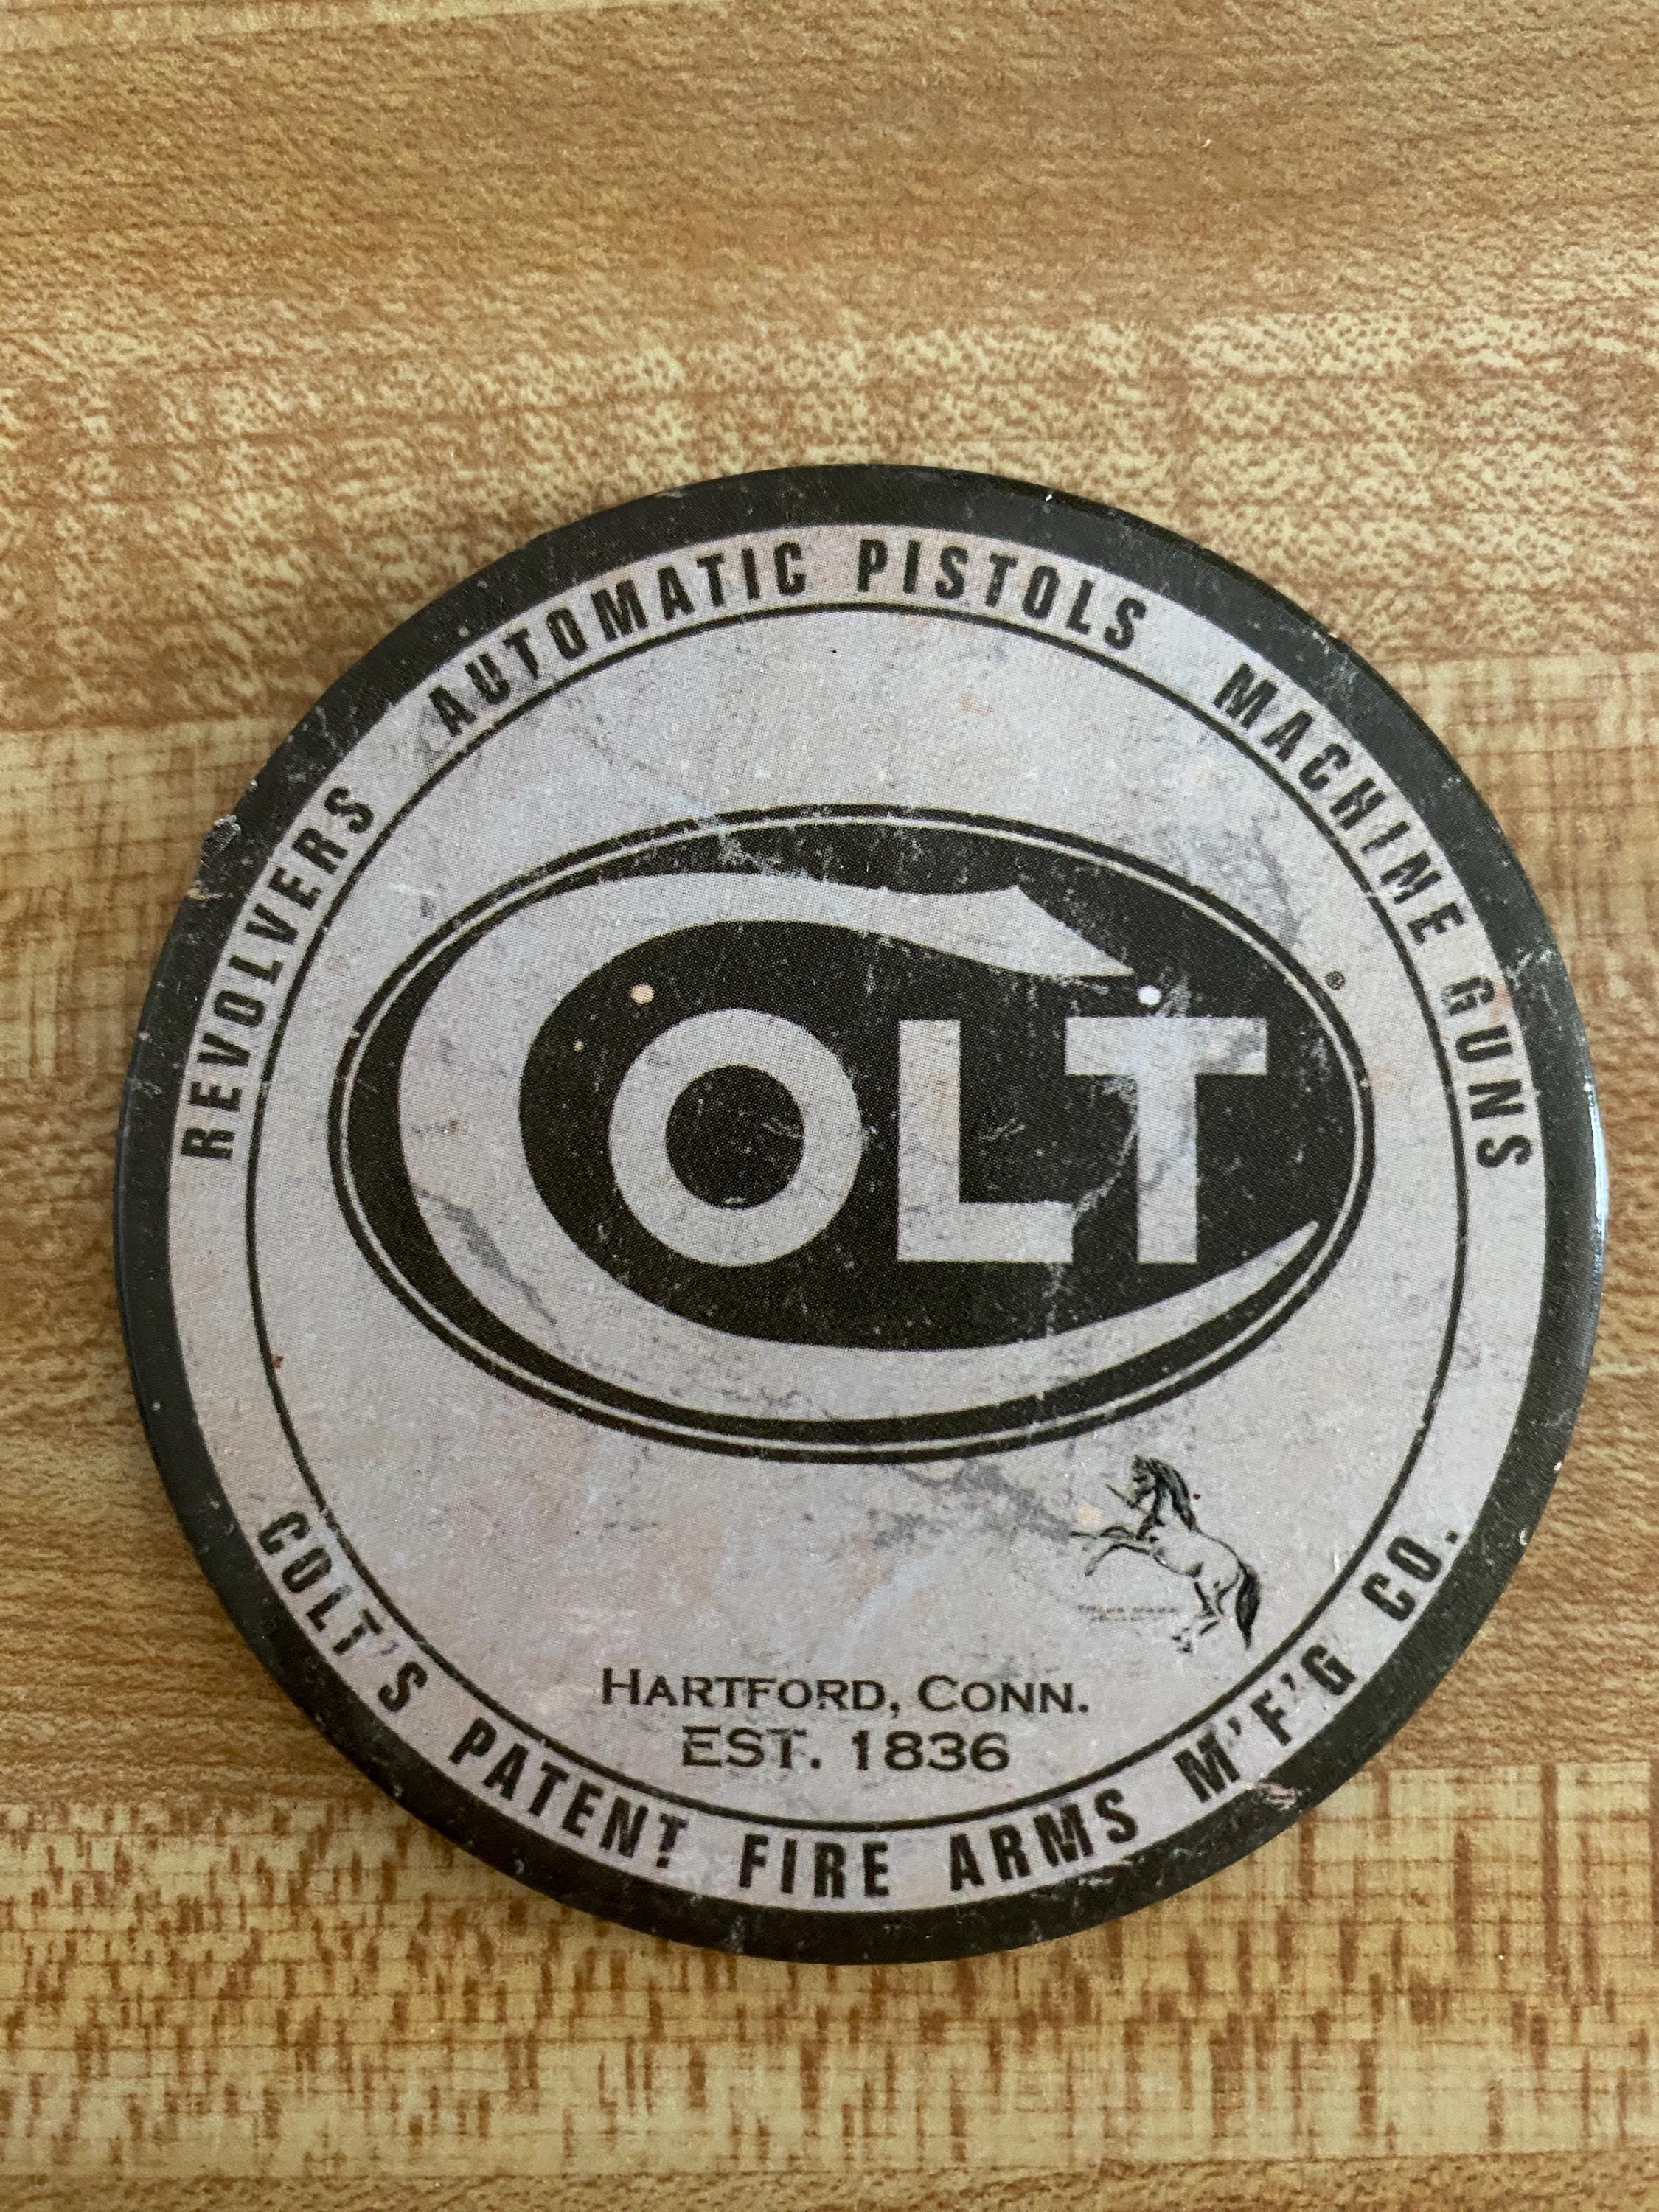 REVOLVERS AUTOMATIC PISTOLS MACHINE GUNS
COLT
®
HARTFORD, CONN.
EST. 1836
COLT'S PATENT FIRE ARMS M'F'G CO.